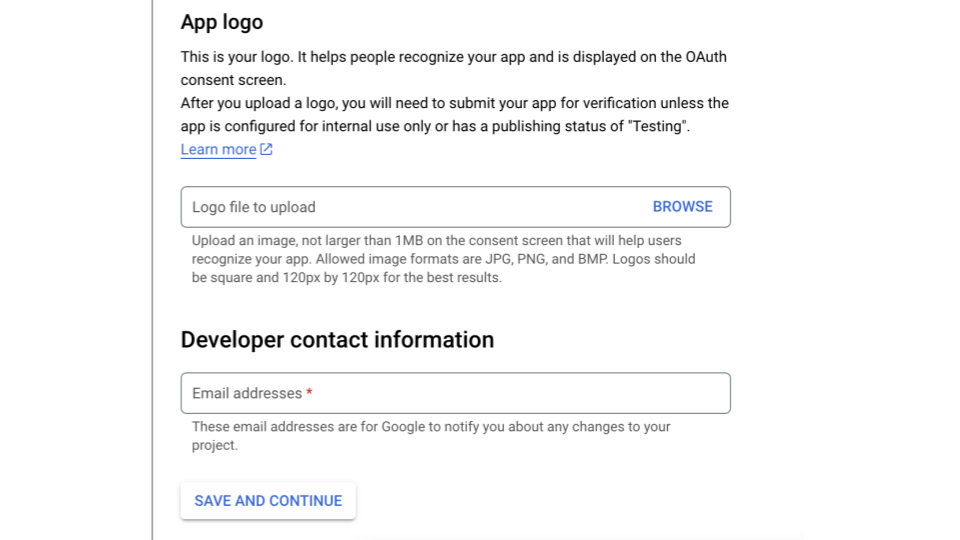 App logo
This is your logo. It helps people recognize your app and is displayed on the OAuth
consent screen.
After you upload a logo, you will need to submit your app for verification unless the
app is configured for internal use only or has a publishing status of "Testing".
Learn more
Logo file to upload BROWSE
Upload an image, not larger than 1MB on the consent screen that will help users
recognize your app. Allowed image formats are JPG, PNG, and BMP. Logos should
be square and 120px by 120px for the best results.
Developer contact information
Email addresses *
These email addresses are for Google to notify you about any changes to your
project.
SAVE AND CONTINUE